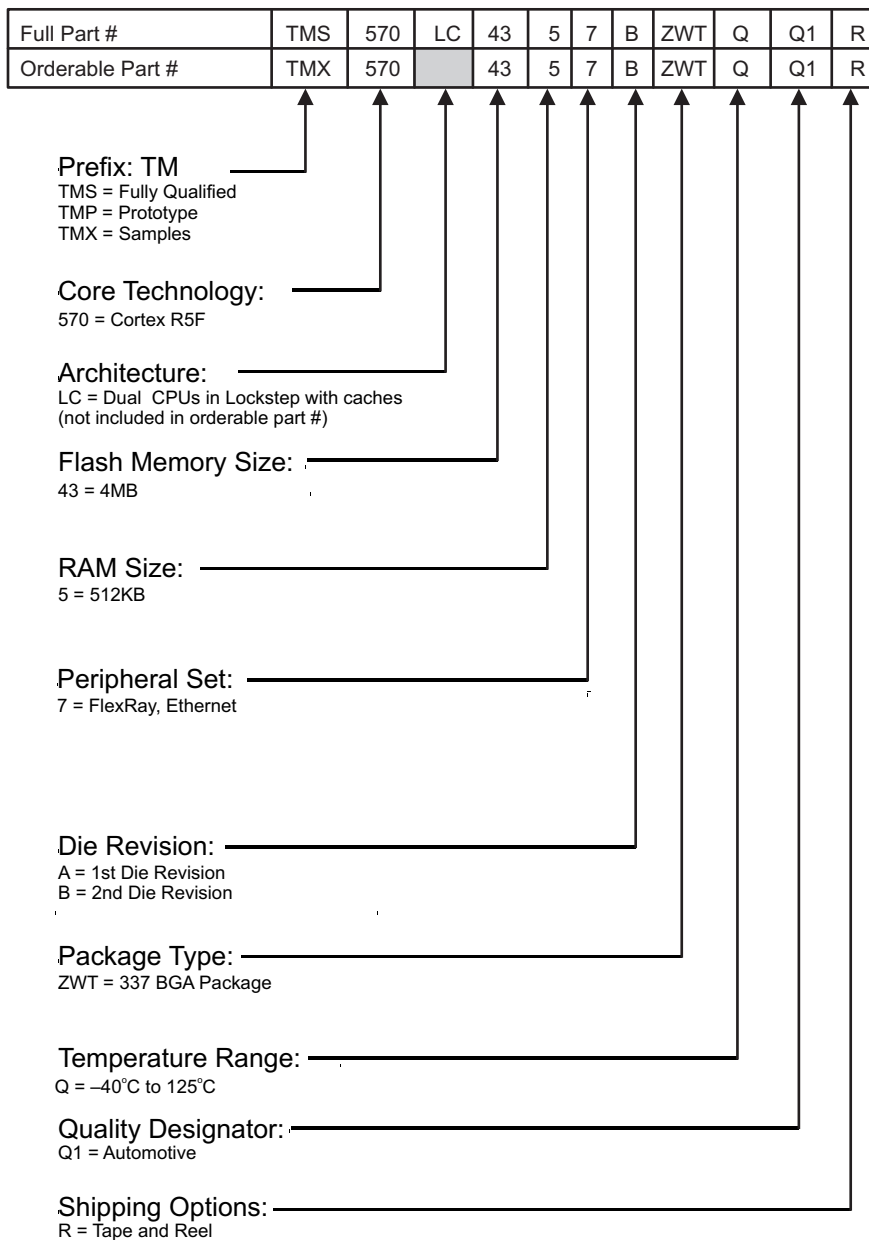 Full Part # TMS 570 LC 43 5 7 B ZWT Q Q1 R
Orderable Part # TMX 570 43 5 7 B ZWT Q Q1 R
Prefix: TM
TMS = Fully Qualified
TMP = Prototype
TMX = Samples
Core Technology:
570 = Cortex R5F
Architecture:
LC = Dual CPUs in Lockstep with caches
(not included in orderable part #)
Flash Memory Size:
43 = 4MB
RAM Size:
5 = 512KB
Peripheral Set:
7 = FlexRay, Ethernet
Die Revision:
A = 1st Die Revision
B = 2nd Die Revision
Package Type:
ZWT = 337 BGA Package
Temperature Range:
Q = –40°C to 125°C
Quality Designator:
Q1 = Automotive
Shipping Options:
R = Tape and Reel